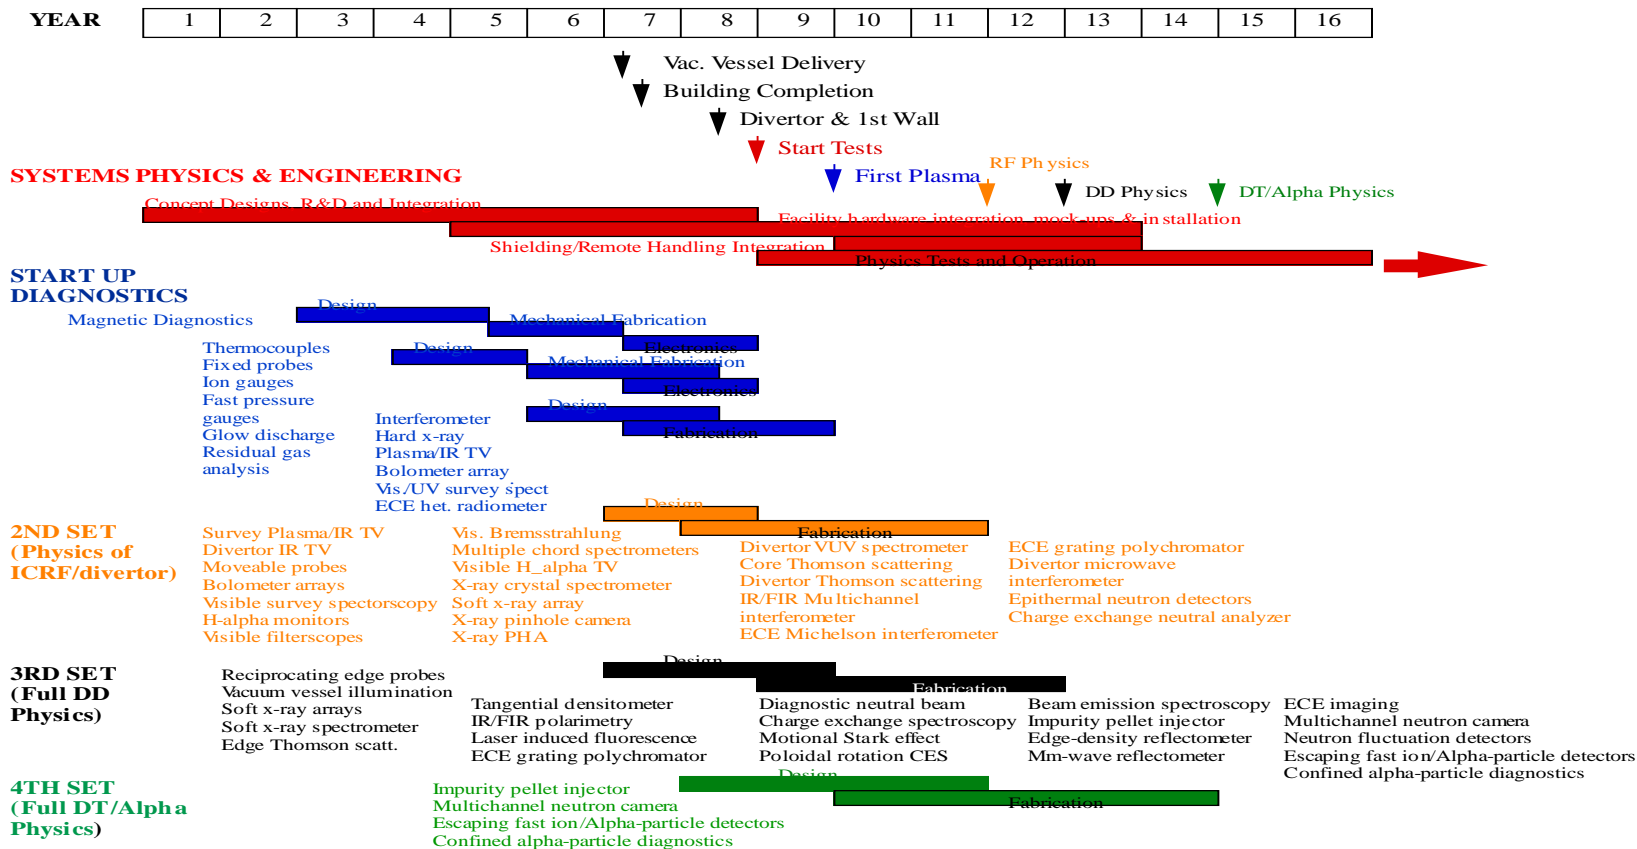 YEAR 1 2 3 4 5 6 7 8 9 10 11 12 13 14 15 16
Vac. Vessel Delivery
Building Completion
Divertor & 1st Wall
Start Tests
RF Physics
SYSTEMS PHYSICS & ENGINEERING
First Plasma
DD Physics
DT/Alpha Physics
Concept Designs, R&D and Integration
Facility hardware integration, mock-ups & installation
Shielding/Remote Handling Integration
Physics Tests and Operation
START UP
DIAGNOSTICS
Magnetic Diagnostics
Design
Mechanical Fabrication
Electronics
Thermocouples
Fixed probes
Ion gauges
Fast pressure
gauges
Glow discharge
Residual gas
analysis
Design
Mechanical Fabrication
Electronics
Interferometer
Hard x-ray
Plasma/IR TV
Bolometer array
Vis./UV survey spect
ECE het. radiometer
Design
Fabrication
2ND SET
(Physics of
ICRF/divertor)
Design
Fabrication
Survey Plasma/IR TV
Divertor IR TV
Moveable probes
Bolometer arrays
Visible survey spectorscopy
H-alpha monitors
Visible filterscopes
Vis. Bremsstrahlung
Multiple chord spectrometers
Visible H_alpha TV
X-ray crystal spectrometer
Soft x-ray array
X-ray pinhole camera
X-ray PHA
Divertor VUV spectrometer
Core Thomson scattering
Divertor Thomson scattering
IR/FIR Multichannel
interferometer
ECE Michelson interferometer
ECE grating polychromator
Divertor microwave
interferometer
Epithermal neutron detectors
Charge exchange neutral analyzer
3RD SET
(Full DD
Physics)
Design
Fabrication
Reciprocating edge probes
Vacuum vessel illumination
Soft x-ray arrays
Soft x-ray spectrometer
Edge Thomson scatt.
Tangential densitometer
IR/FIR polarimetry
Laser induced fluorescence
ECE grating polychromator
Diagnostic neutral beam
Charge exchange spectroscopy
Motional Stark effect
Poloidal rotation CES
Beam emission spectroscopy
Impurity pellet injector
Edge-density reflectometer
Mm-wave reflectometer
ECE imaging
Multichannel neutron camera
Neutron fluctuation detectors
Escaping fast ion/Alpha-particle detectors
Confined alpha-particle diagnostics
4TH SET
(Full DT/Alpha
Physics)
Design
Fabrication
Impurity pellet injector
Multichannel neutron camera
Escaping fast ion/Alpha-particle detectors
Confined alpha-particle diagnostics